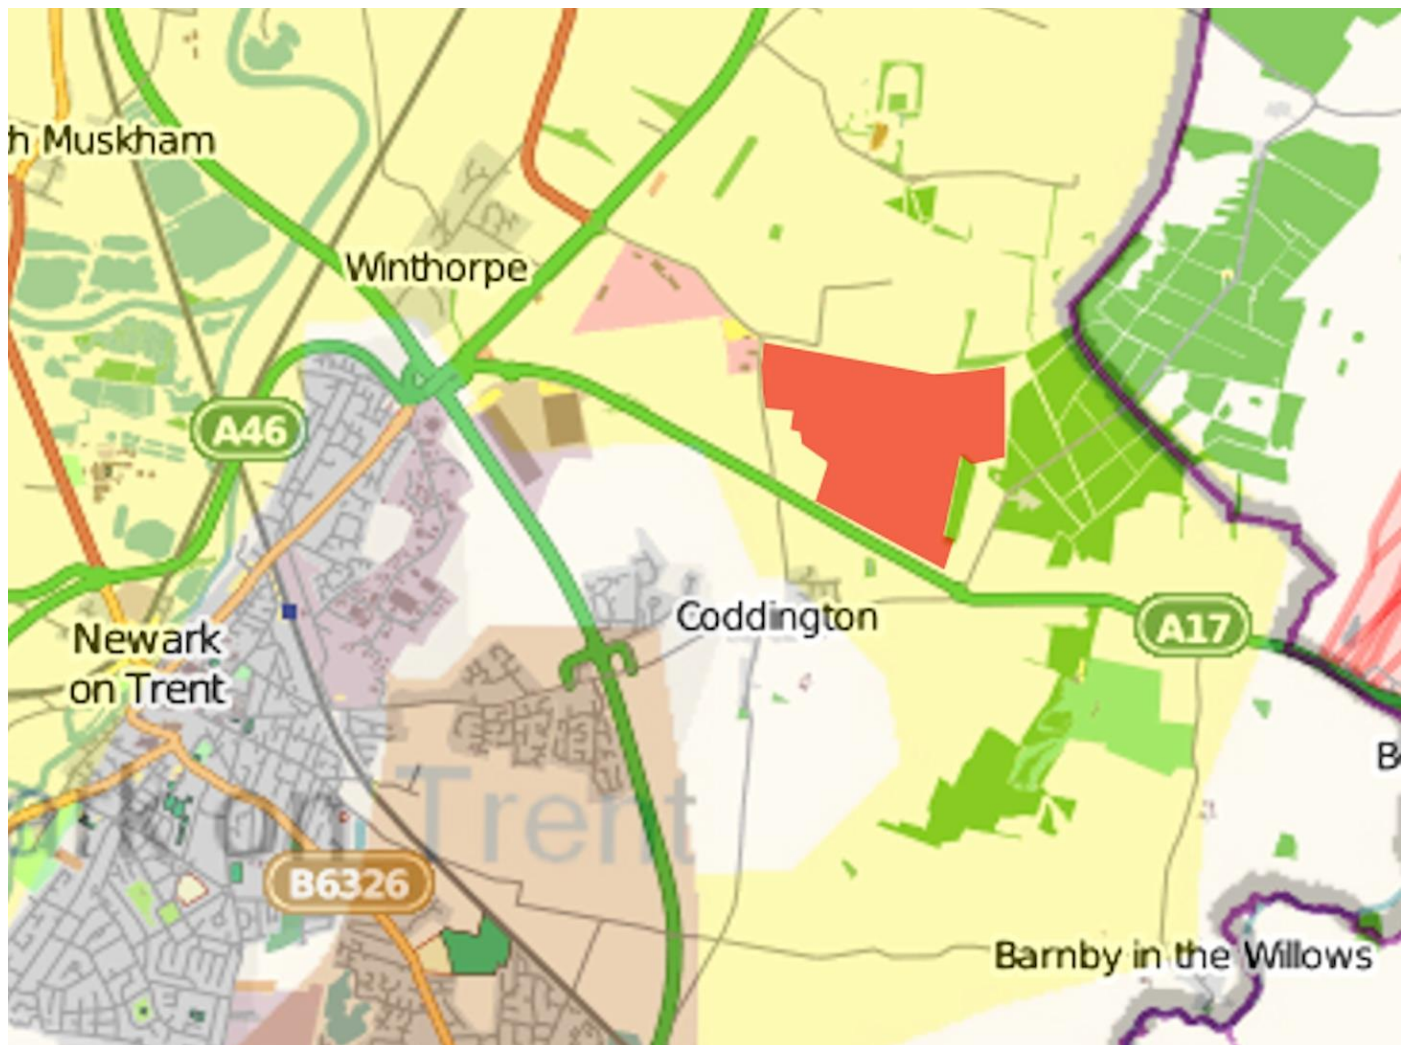 h Muskham
Winthorpe
A46
Coddington
A17
Newark
on Trent
B
Trent
B6326
Barnby in the Willows